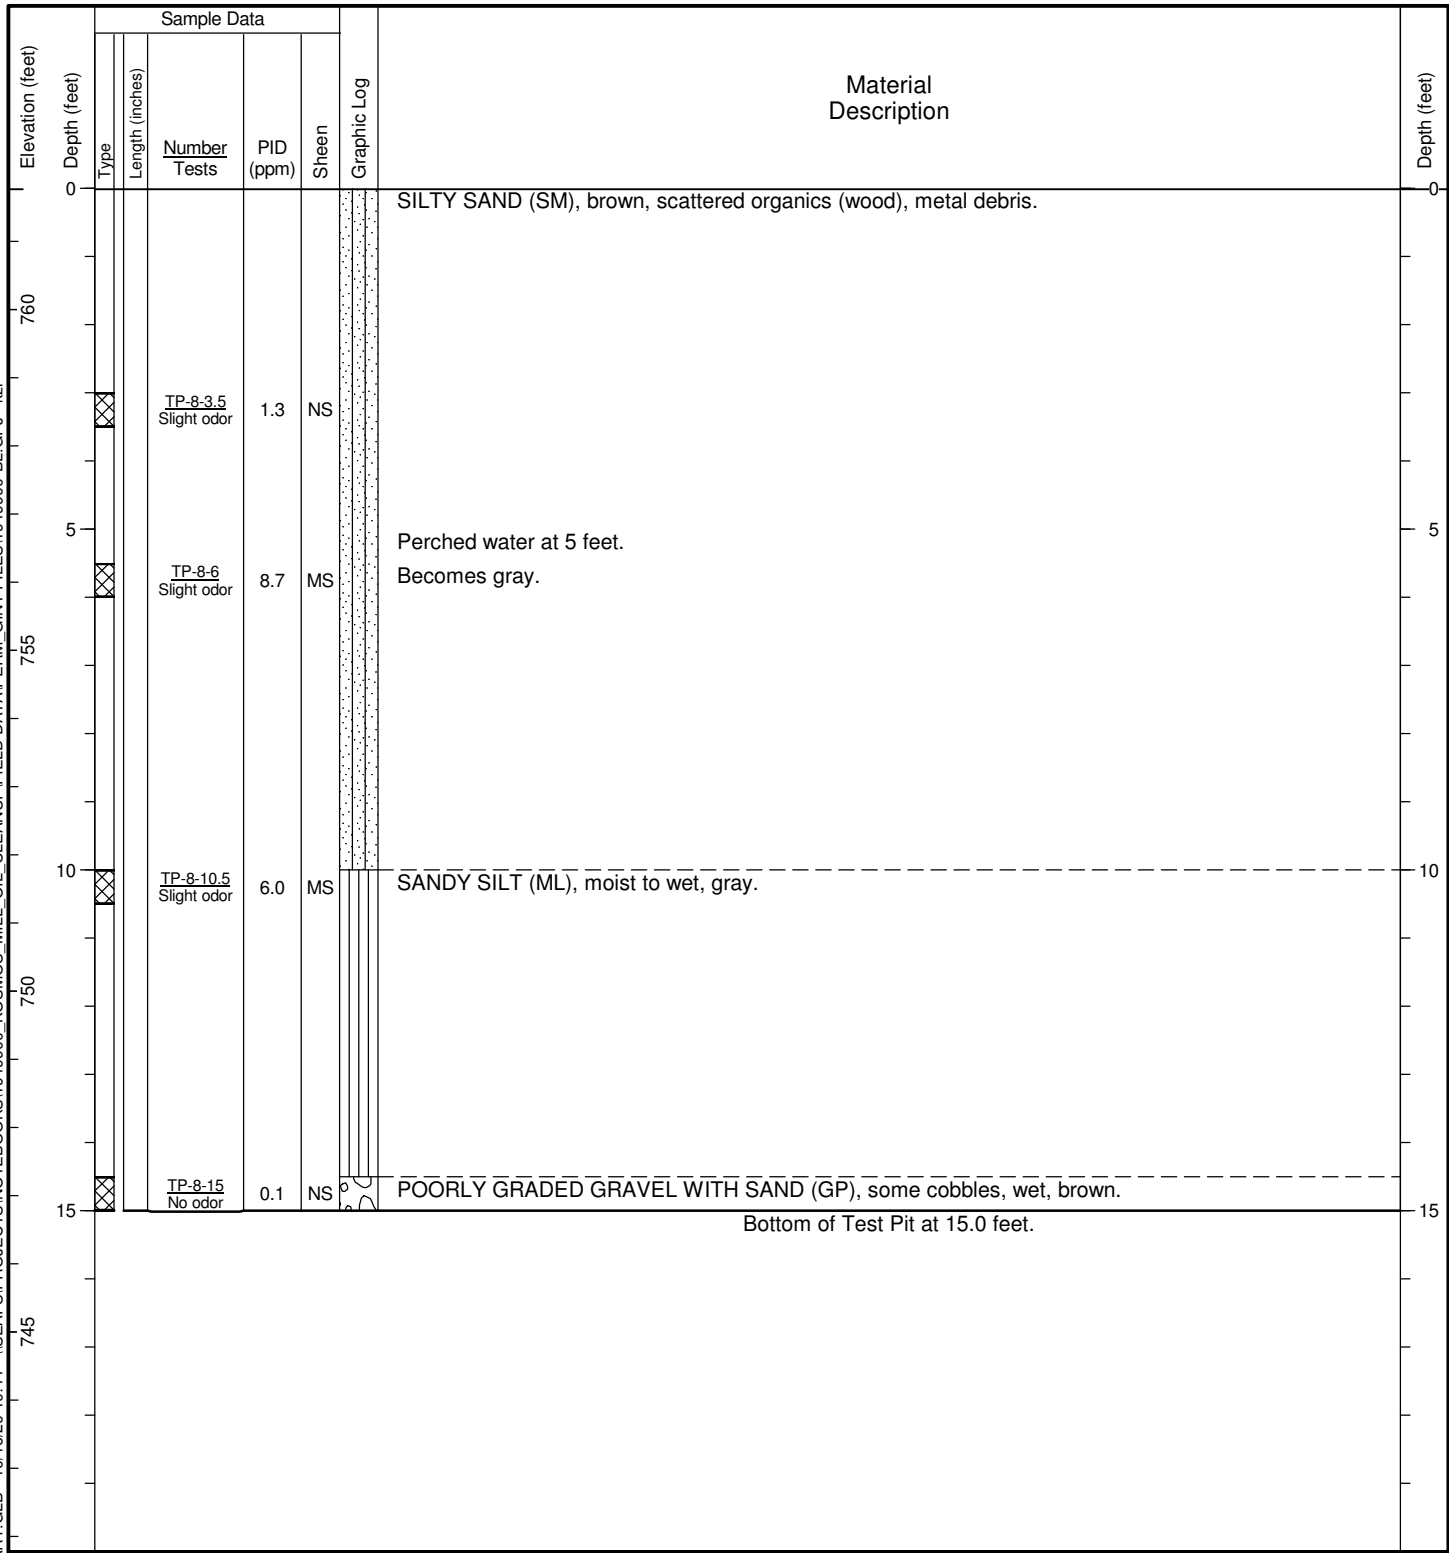 Sample Data
Elevation (feet)
Depth (feet)
Type
Length (inches)
Number
Tests
PID
(ppm)
Sheen
Graphic Log
Material
Description
Depth (feet)
0
SILTY SAND (SM), brown, scattered organics (wood), metal debris.
0
760
TP-8-3.5
Slight odor
1.3
NS
5
Perched water at 5 feet.
5
TP-8-6
Slight odor
8.7
MS
Becomes gray.
755
10
TP-8-10.5
Slight odor
6.0
MS
SANDY SILT (ML), moist to wet, gray.
10
750
TP-8-15
No odor
0.1
NS
POORLY GRADED GRAVEL WITH SAND (GP), some cobbles, wet, brown.
15
15
Bottom of Test Pit at 15.0 feet.
745